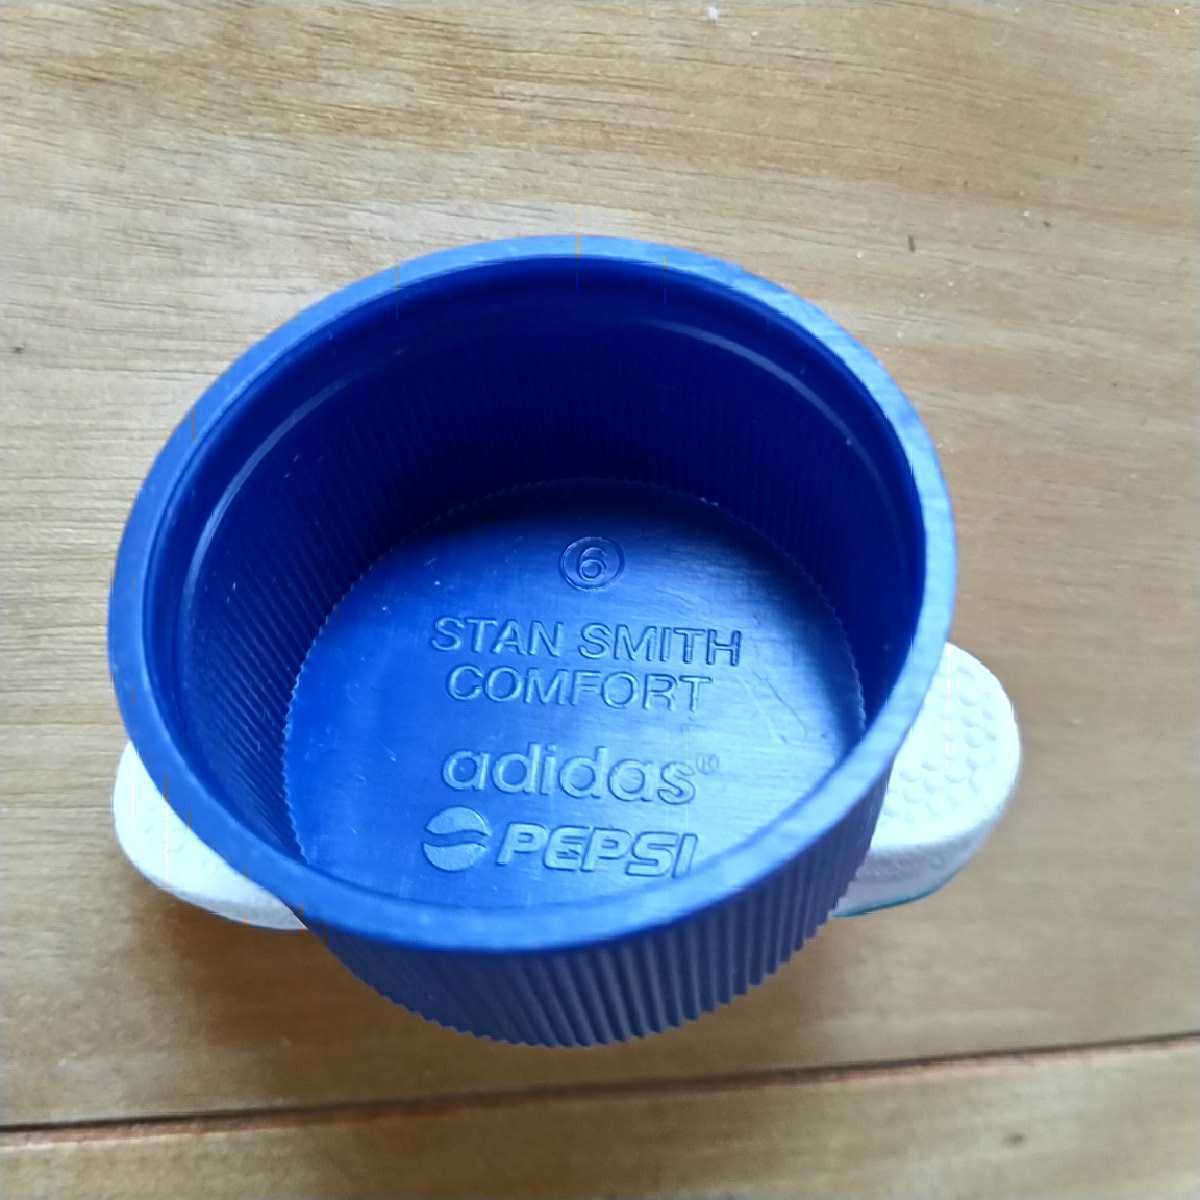 6
STAN SMITH
COMFORT
adidas®
PEPSI